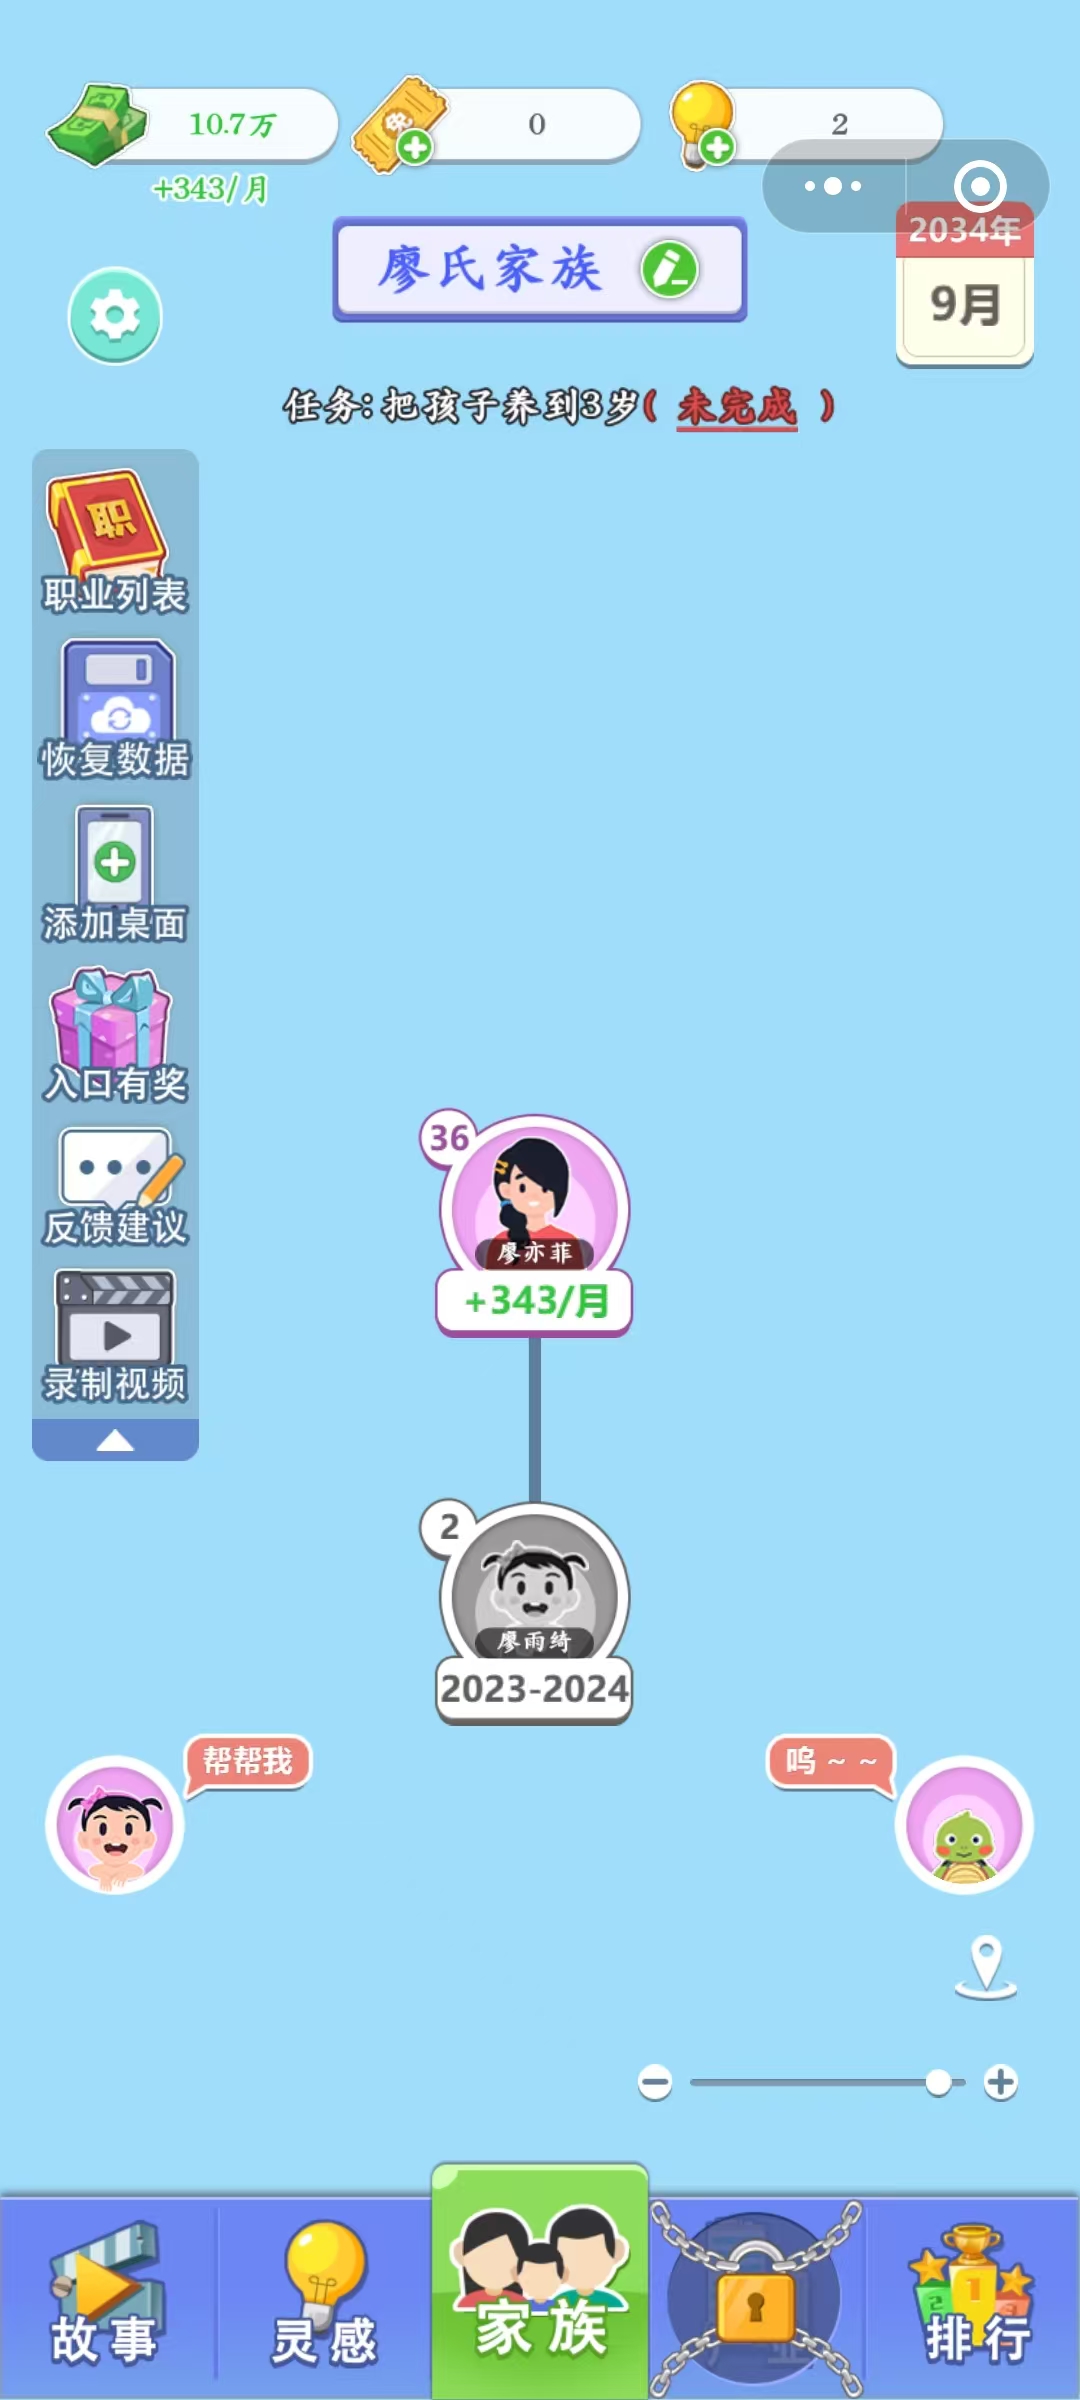 10.7万
0
2
+343/月
2034年
9月
廖氏家族
任务:把孩子养到3岁( 未完成 )
职
职业列表
恢复数据
添加桌面
入口有奖
反馈建议
录制视频
36
廖亦菲
+343/月
2
廖雨绮
2023-2024
帮帮我
呜~~
故事
灵感
家族
1
2
3
排行